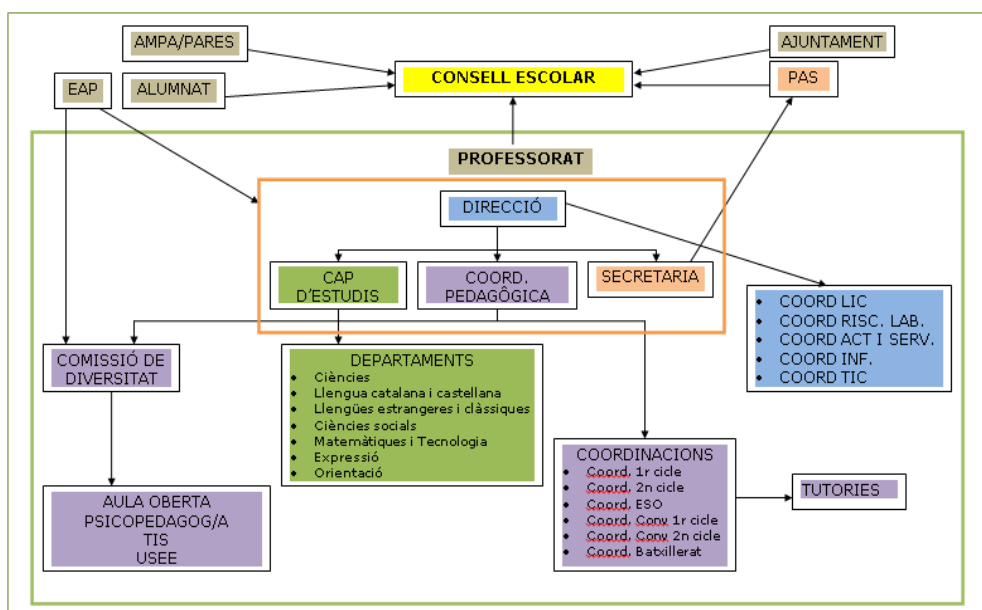 AMPA/PARES
AJUNTAMENT
CONSELL ESCOLAR
EAP
ALUMNAT
PAS
PROFESSORAT
DIRECCIÓ
CAP
D'ESTUDIS
COORD.
PEDAGÔGICA
SECRETARIA
• COORD LIC
• COORD RISC. LAB.
• COORD ACT I SERV.
• COORD INF.
• COORD TIC
COMISSIÓ DE
DIVERSITAT
DEPARTAMENTS
• Ciències
• Llengua catalana i castellana
• Llengües estrangeres i clàssiques
• Ciències socials
• Matemàtiques i Tecnologia
• Expressió
• Orientació
COORDINACIONS
• Coord. 1r cicle
• Coord. 2n cicle
• Coord. ESO
• Coord. Conv 1r cicle
• Coord. Conv 2n cicle
• Coord. Batxillerat
TUTORIES
AULA OBERTA
PSICOPEDAGOG/A
TIS
USEE